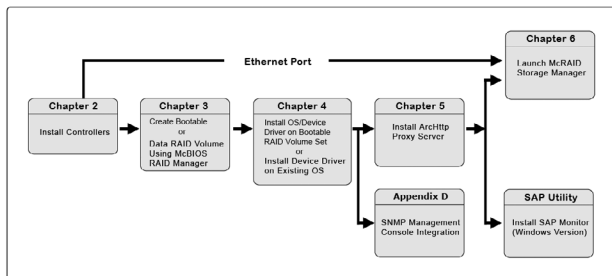 Ethernet Port
Chapter 6
Launch McRAID
Storage Manager
Chapter 2
Install Controllers
Chapter 3
Create Bootable
or
Data RAID Volume
Using McBIOS
RAID Manager
Chapter 4
Install OS/Device
Driver on Bootable
RAID Volume Set
or
Install Device Driver
on Existing OS
Chapter 5
Install ArcHttp
Proxy Server
Appendix D
SNMP Management
Console Integration
SAP Utility
Install SAP Monitor
(Windows Version)